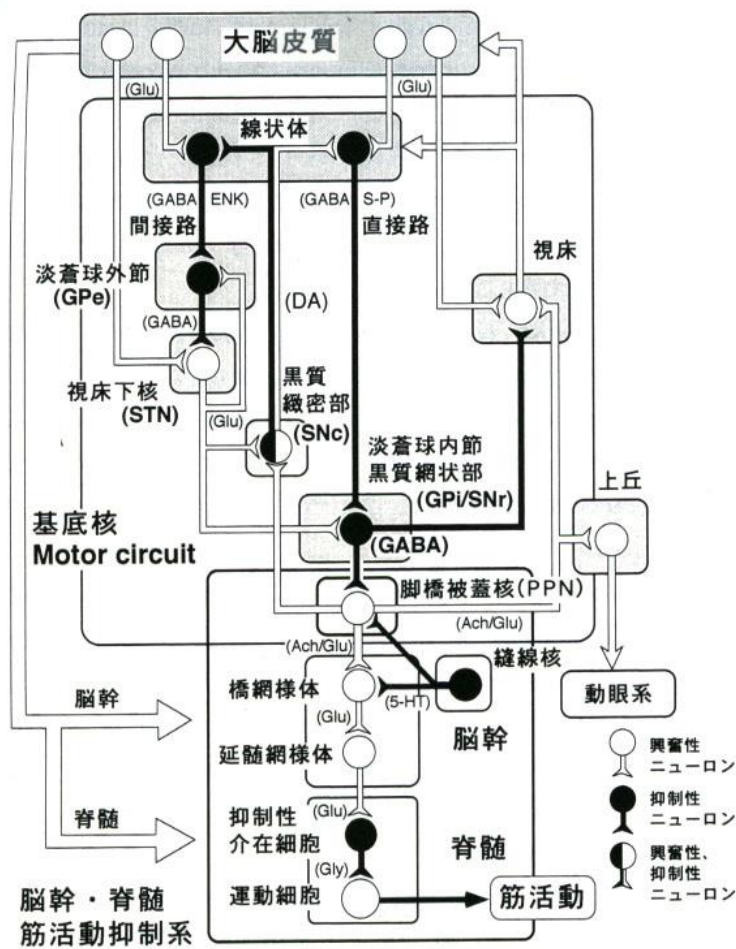 大脳皮質
(Glu)
(Glu)
線状体
(GABA ENK)
(GABA S-P)
間接路
直接路
淡蒼球外節
(GPe)
視床
(DA)
(GABA)
視床下核
(STN)
(Glu)
黒質
緻密部
(SNc)
淡蒼球内節
黒質網状部
(GPi/SNr)
上丘
基底核
Motor circuit
(GABA)
脚橋被蓋核(PPN)
(Ach/Glu)
(Ach/Glu)
縫線核
橋網様体
(5-HT)
動眼系
脳幹
(Glu)
脳幹
延髄網様体
興奮性
ニューロン
(Glu)
抑制性
介在細胞
抑制性
ニューロン
脊髄
脊髄
(Gly)
運動細胞
筋活動
興奮性、
抑制性
ニューロン
脳幹・脊髄
筋活動抑制系